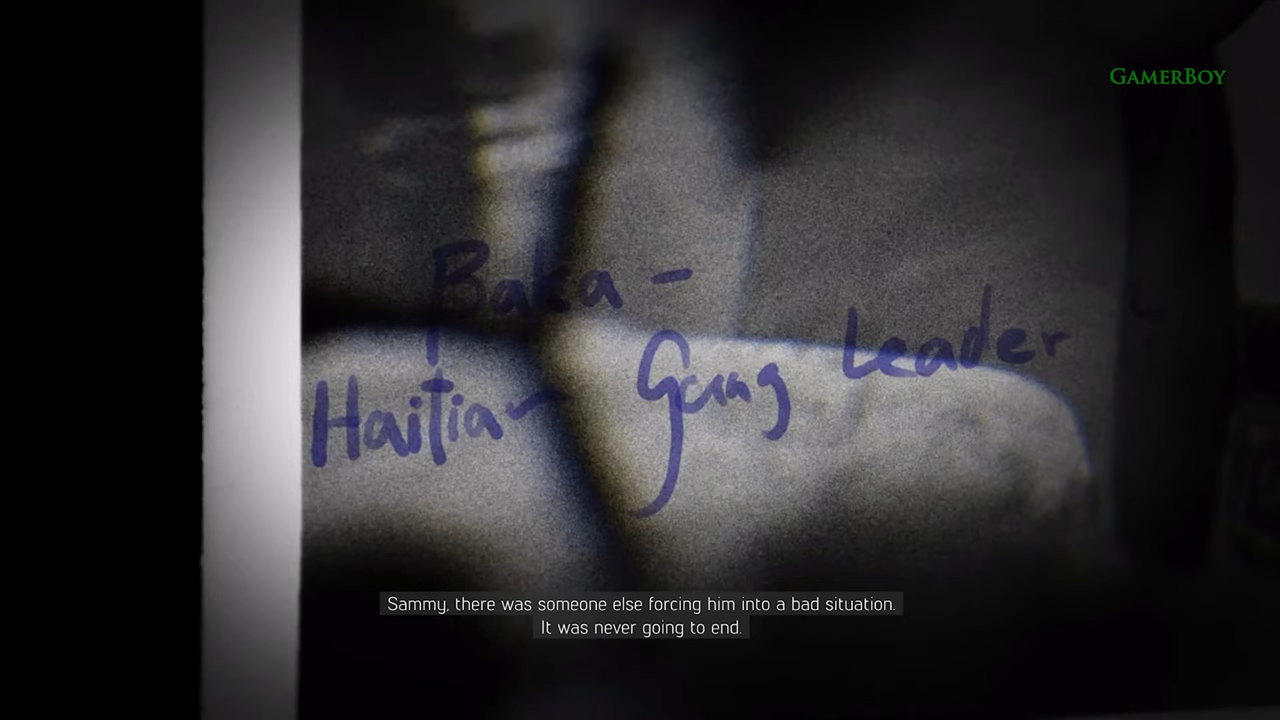 GAMERBOY
Baka -
Haitian Gang Leader
Sammy, there was someone else forcing him into a bad situation.
It was never going to end.